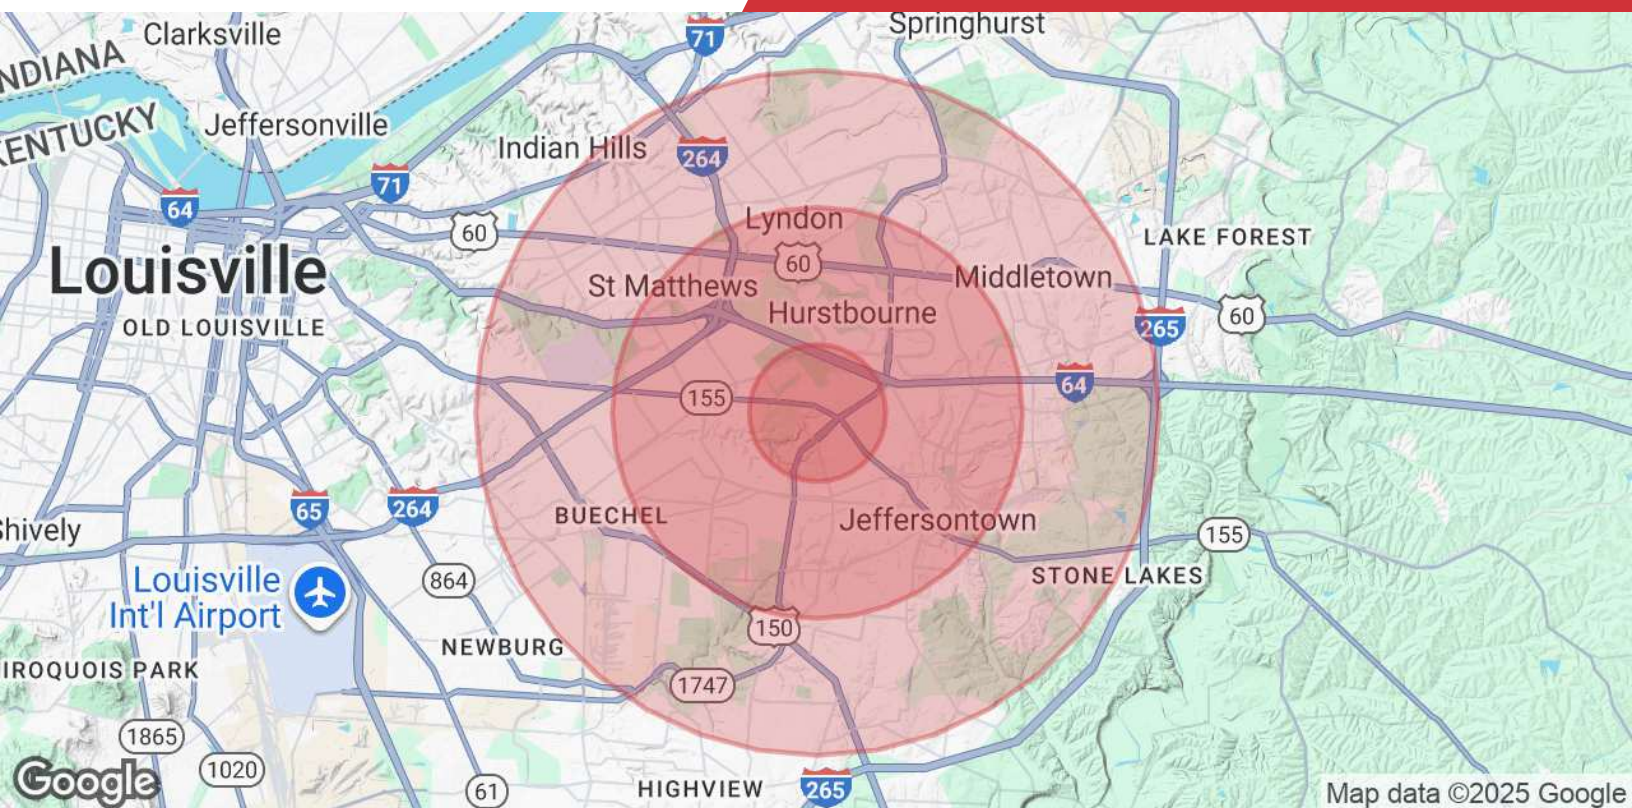 Clarksville
71
Springhurst
NDIANA
KENTUCKY
Jeffersonville
Indian Hills
264
71
64
60
Lyndon
LAKE FOREST
Louisville
60
St Matthews
Middletown
Hurstbourne
60
OLD LOUISVILLE
265
64
155
65
264
BUECHEL
Jeffersontown
Shively
155
Louisville
Int'l Airport
864
STONE LAKES
150
NEWBURG
IROQUOIS PARK
1747
1865
1020
Google
61
HIGHVIEW
265
Map data ©2025 Google